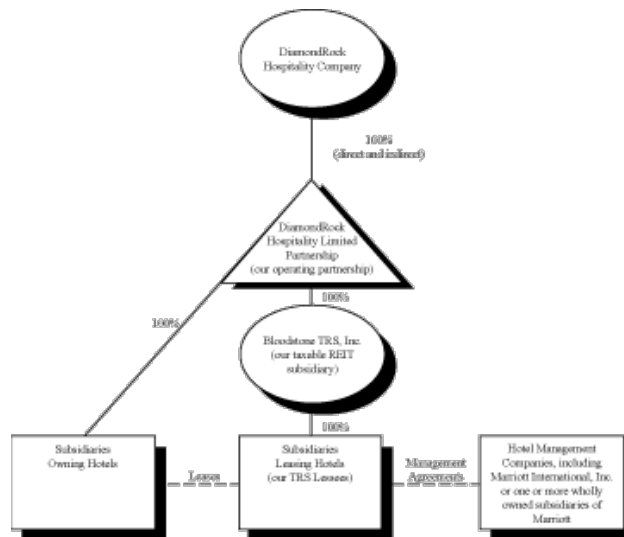 DiamondRock
Hospitality Company
100%
(direct and indirect)
DiamondRock
Hospitality Limited
Partnership
(our operating partnership)
100%
100%
Bloodstone TRS, Inc.
(our taxable REIT
subsidiary)
100%
Subsidiaries
Owning Hotels
Leases
Subsidiaries
Leasing Hotels
(our TRS Lessees)
Management
Agreements
Hotel Management
Companies, including
Marriott International, Inc.
or one or more wholly
owned subsidiaries of
Marriott